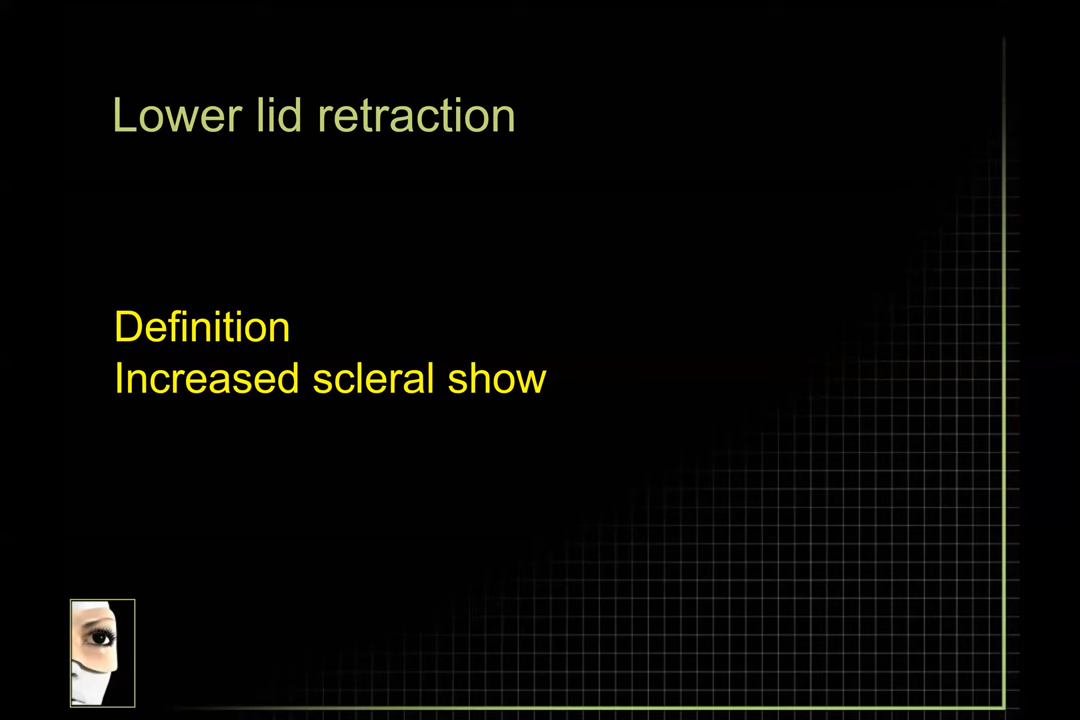 Lower lid retraction
Definition
Increased scleral show